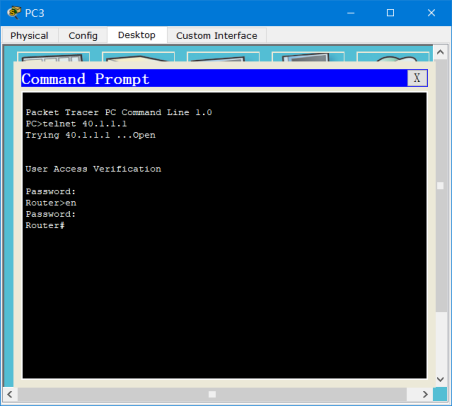 PC3
Physical Config Desktop Custom Interface
Command Prompt X
Packet Tracer PC Command Line 1.0
PC>telnet 40.1.1.1
Trying 40.1.1.1 ...Open
User Access Verification
Password:
Router>en
Password:
Router#